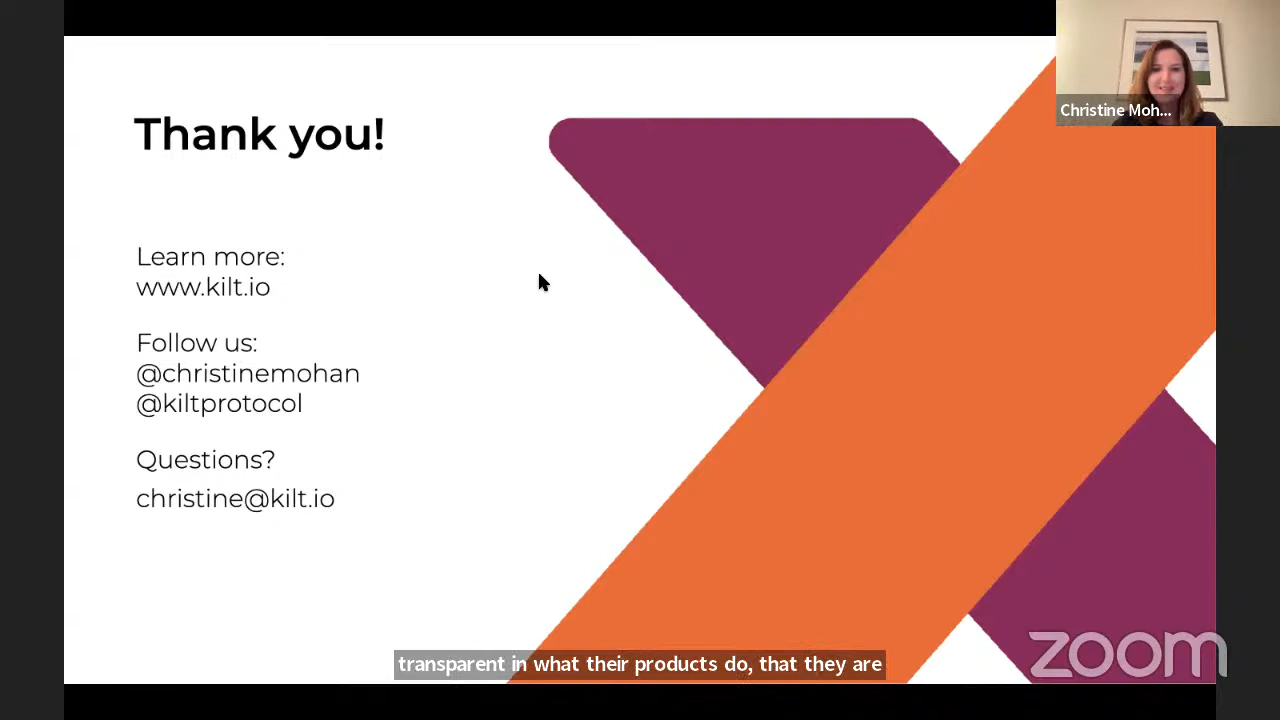 Christine Moh...
Thank you!
Learn more:
www.kilt.io
Follow us:
@christinemohan
@kiltprotocol
Questions?
christine@kilt.io
transparent in what their products do, that they are
zoom